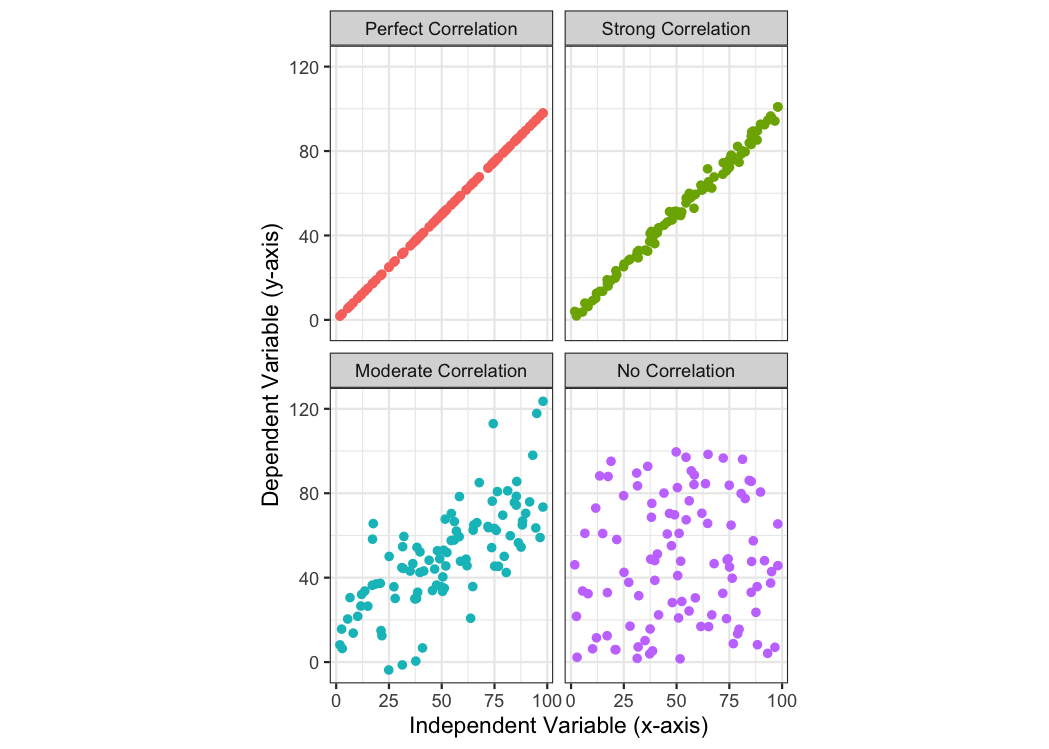 Perfect Correlation
Strong Correlation
120
80
40
0
Moderate Correlation
No Correlation
120
80
40
0
0 25 50 75 100
0 25 50 75 100
Dependent Variable (y-axis)
Independent Variable (x-axis)